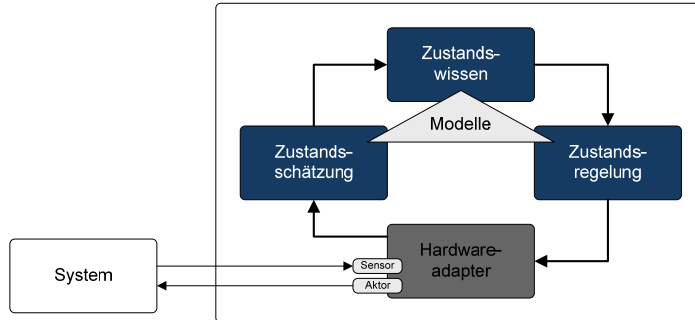 Zustands-
wissen
Modelle
Zustands-
schätzung
Zustands-
regelung
Hardware-
adapter
Sensor
Aktor
System